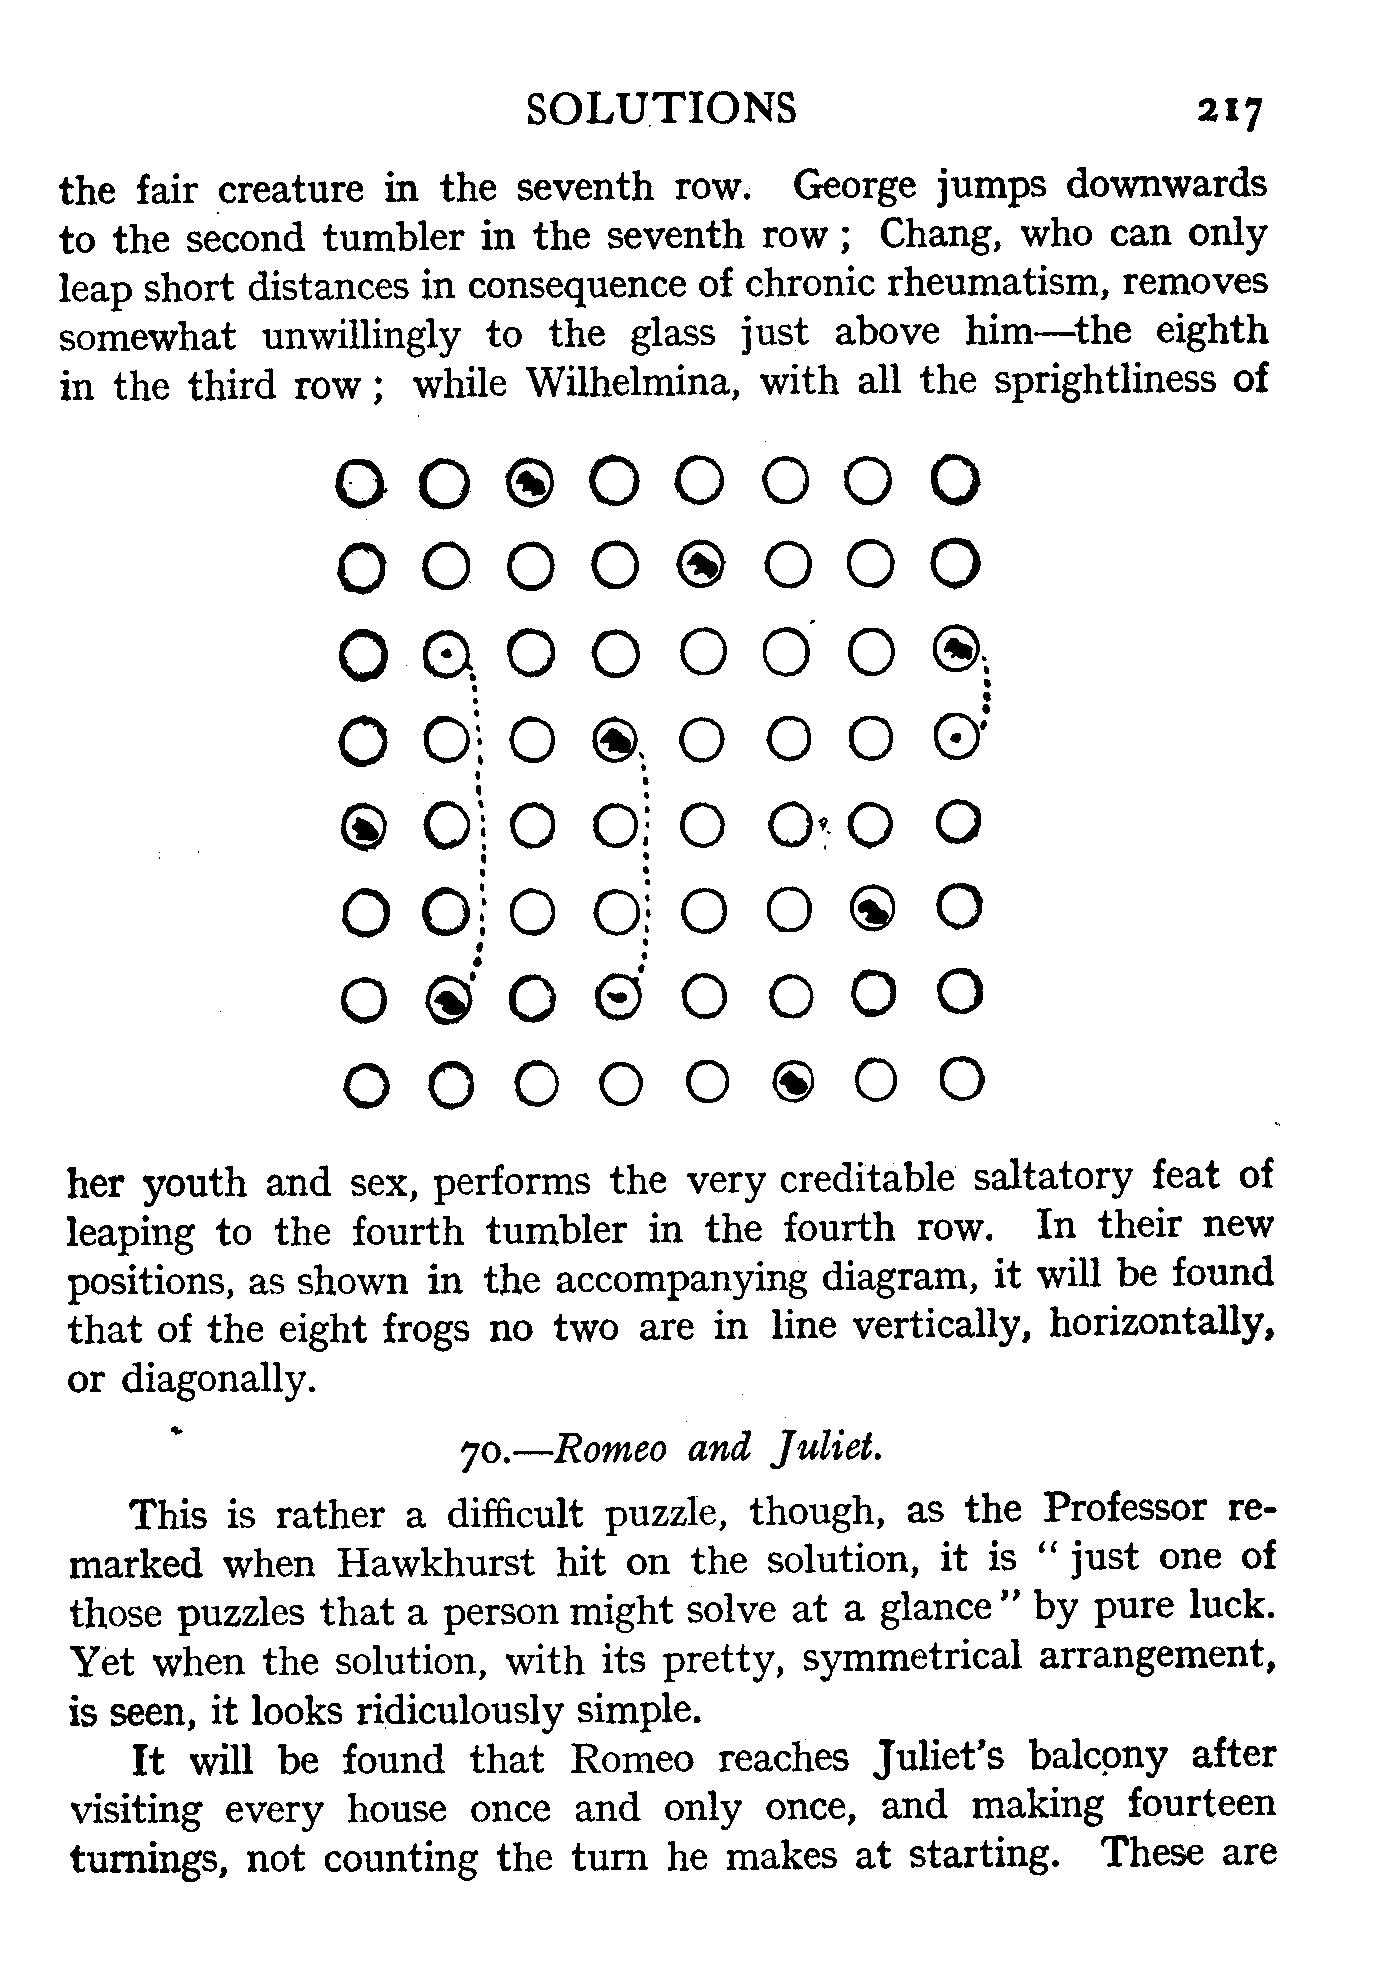 SOLUTIONS 217
the fair creature in the seventh row. George jumps downwards
to the second tumbler in the seventh row ; Chang, who can only
leap short distances in consequence of chronic rheumatism, removes
somewhat unwillingly to the glass just above him—the eighth
in the third row ; while Wilhelmina, with all the sprightliness of
her youth and sex, performs the very creditable saltatory feat of
leaping to the fourth tumbler in the fourth row. In their new
positions, as shown in the accompanying diagram, it will be found
that of the eight frogs no two are in line vertically, horizontally,
or diagonally.
70.—Romeo and Juliet.
This is rather a difficult puzzle, though, as the Professor re-
marked when Hawkhurst hit on the solution, it is “ just one of
those puzzles that a person might solve at a glance ” by pure luck.
Yet when the solution, with its pretty, symmetrical arrangement,
is seen, it looks ridiculously simple.
It will be found that Romeo reaches Juliet's balcony after
visiting every house once and only once, and making fourteen
turnings, not counting the turn he makes at starting. These are